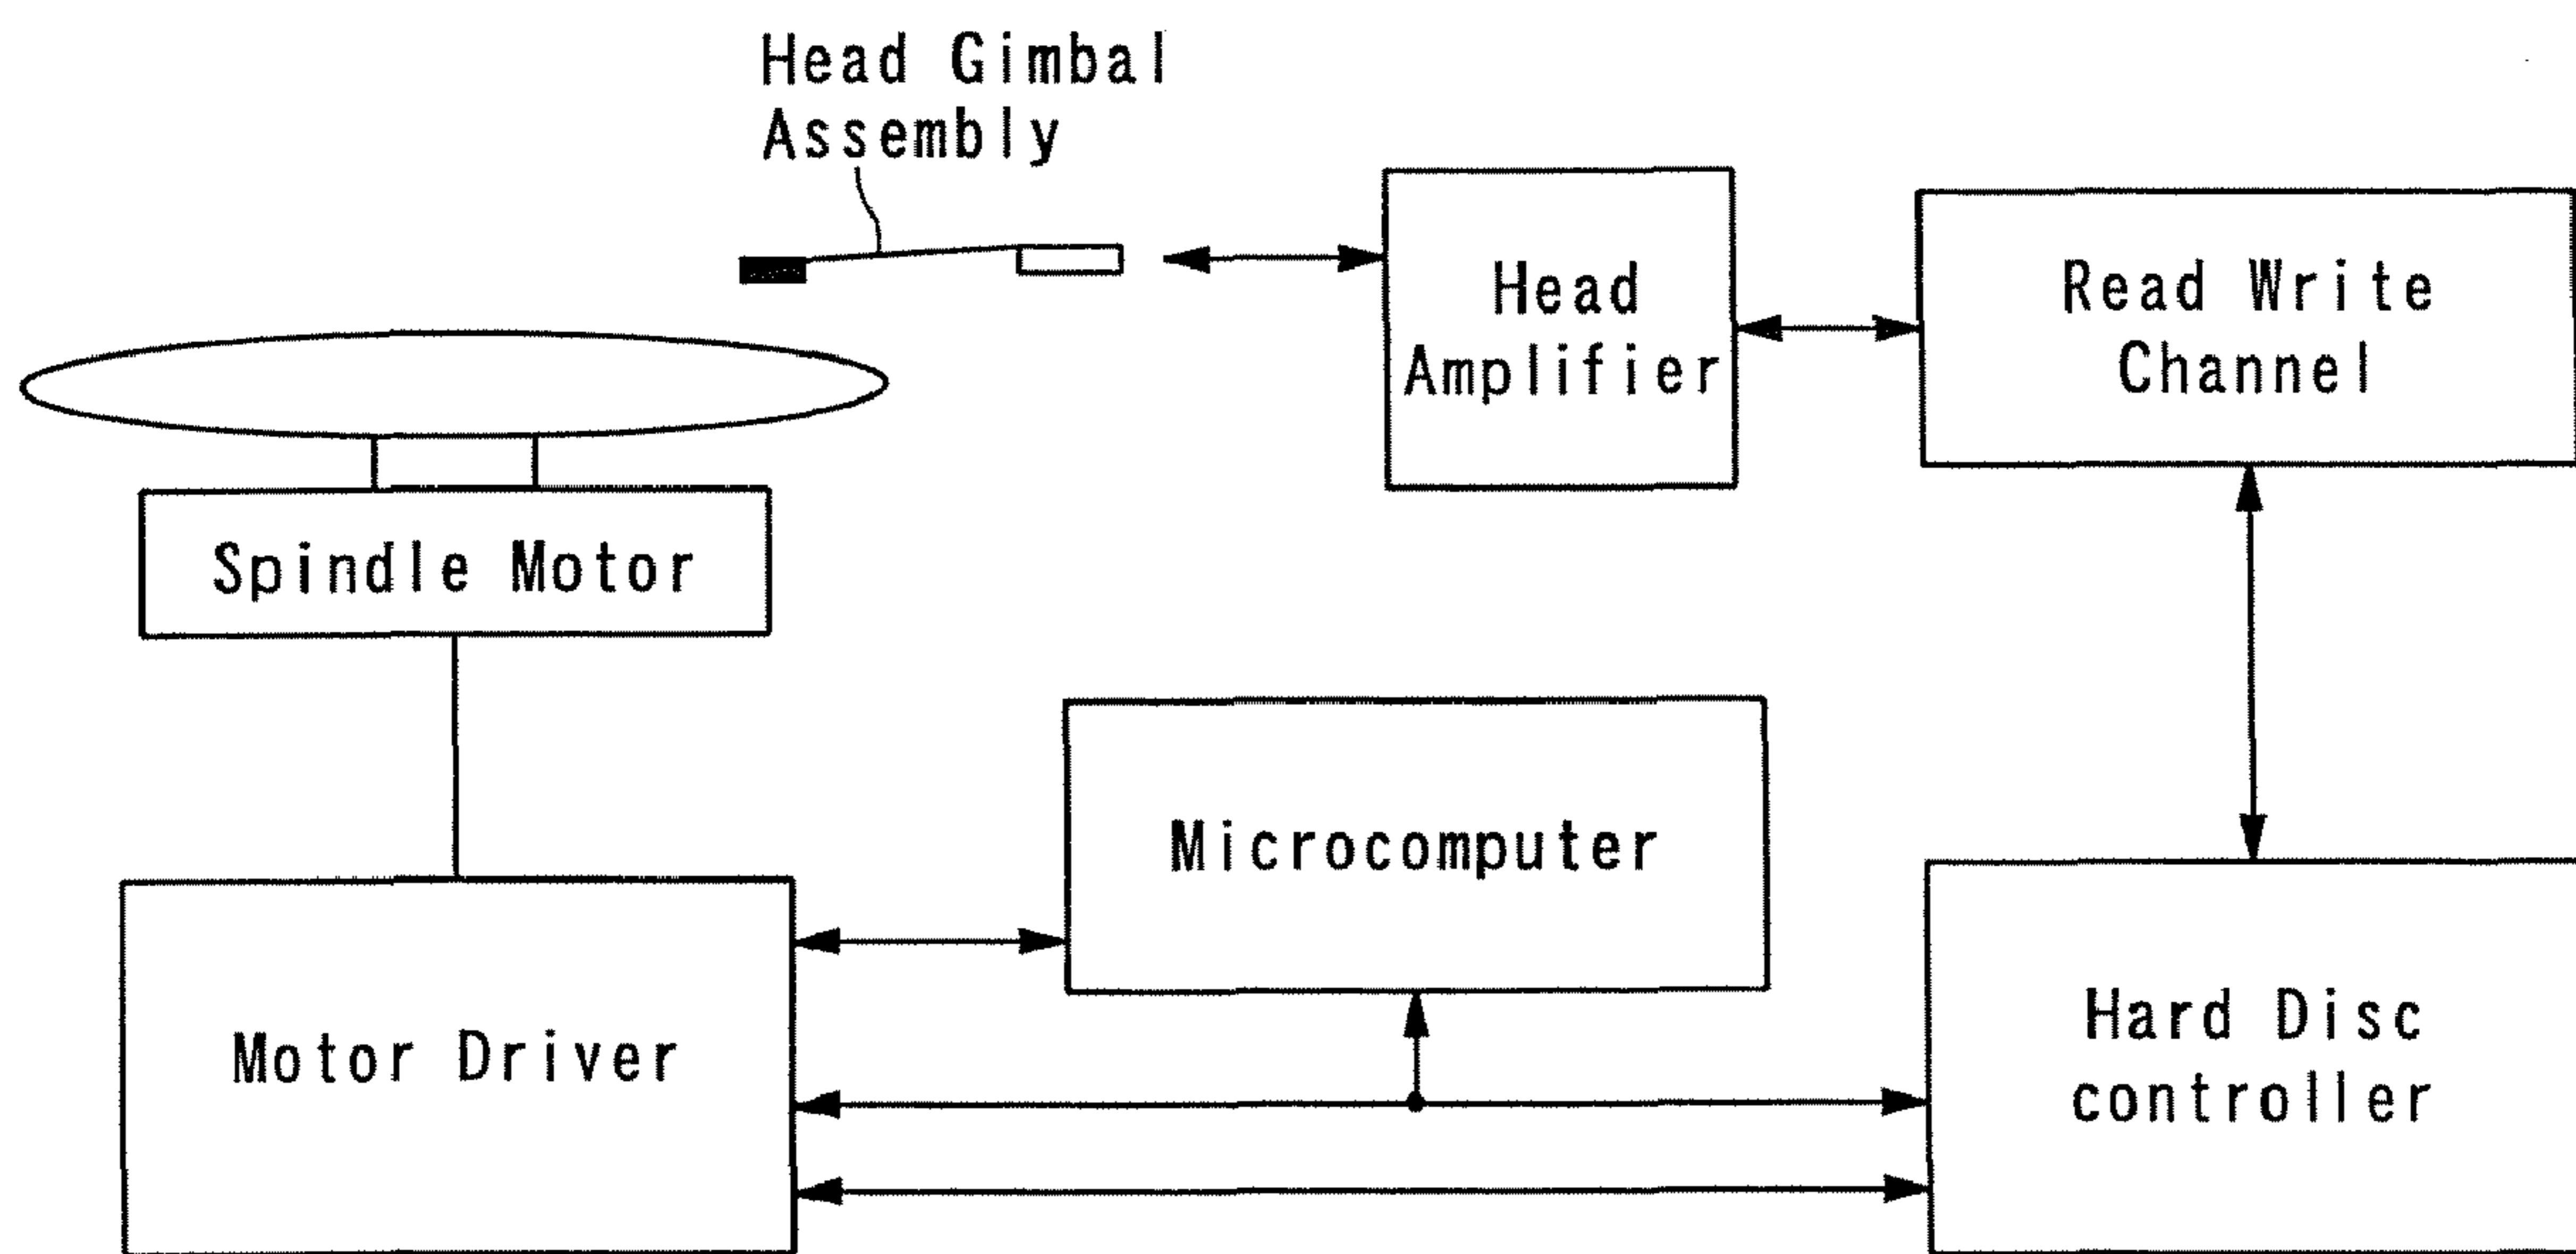 Head Gimbal
Assembly
Head
Amplifier
Read Write
Channel
Spindle Motor
Microcomputer
Motor Driver
Hard Disc
controller